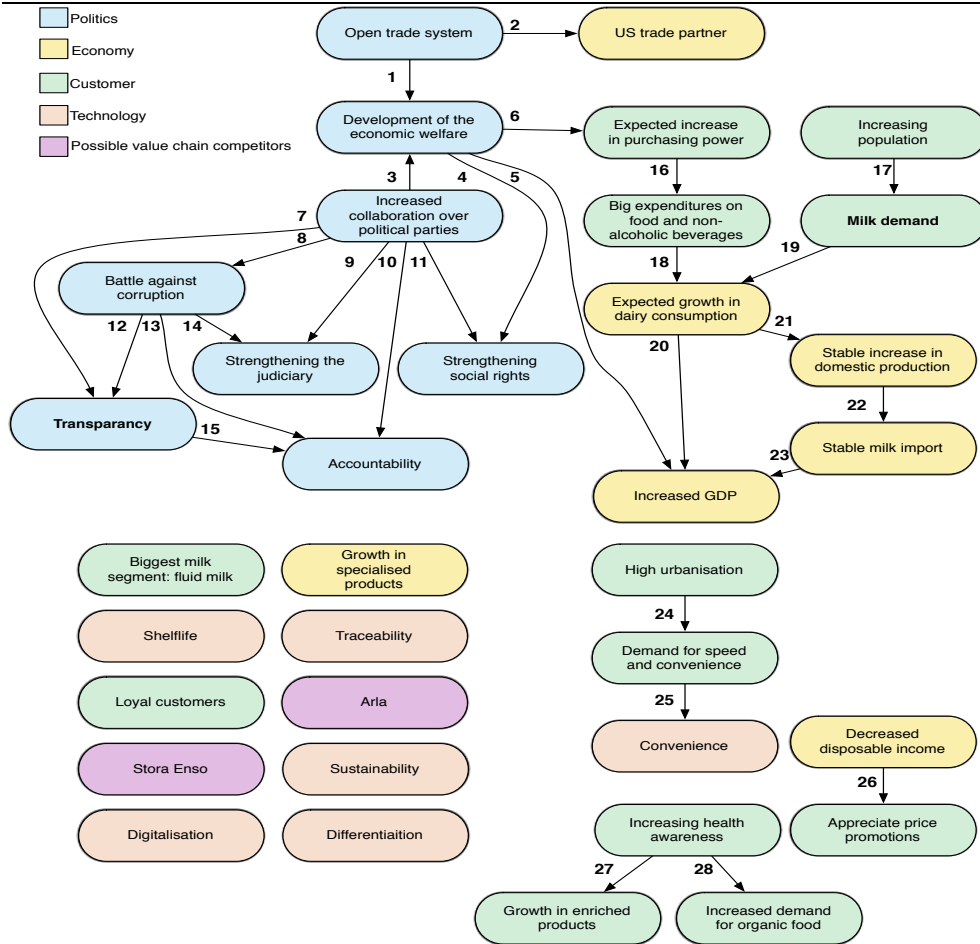 Politics
Economy
Customer
Technology
Possible value chain competitors
Open trade system
2
US trade partner
1
Development of the
economic welfare
6
Expected increase
in purchasing power
Increasing
population
3
4
5
16
17
Increased
collaboration over
political parties
Big expenditures on
food and non-
alcoholic beverages
Milk demand
7
8
9
10
11
18
19
Battle against
corruption
Expected growth in
dairy consumption
12
13
14
20
21
Strengthening the
judiciary
Strengthening
social rights
Stable increase in
domestic production
22
Transparancy
15
Accountability
Stable milk import
23
Increased GDP
Biggest milk
segment: fluid milk
Growth in
specialised
products
High urbanisation
24
Shelflife
Traceability
Demand for speed
and convenience
25
Loyal customers
Arla
Convenience
Decreased
disposable income
26
Stora Enso
Sustainability
Digitalisation
Differentiaition
Increasing health
awareness
Appreciate price
promotions
27
28
Growth in enriched
products
Increased demand
for organic food